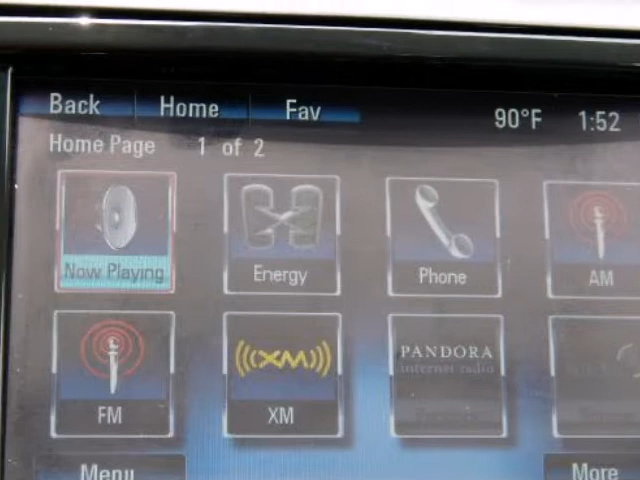 Back Home Fav 90°F 1:52
Home Page 1 of 2
Now Playing Energy Phone AM
FM XM
((XM)) PANDORA
internet radio
Menu More